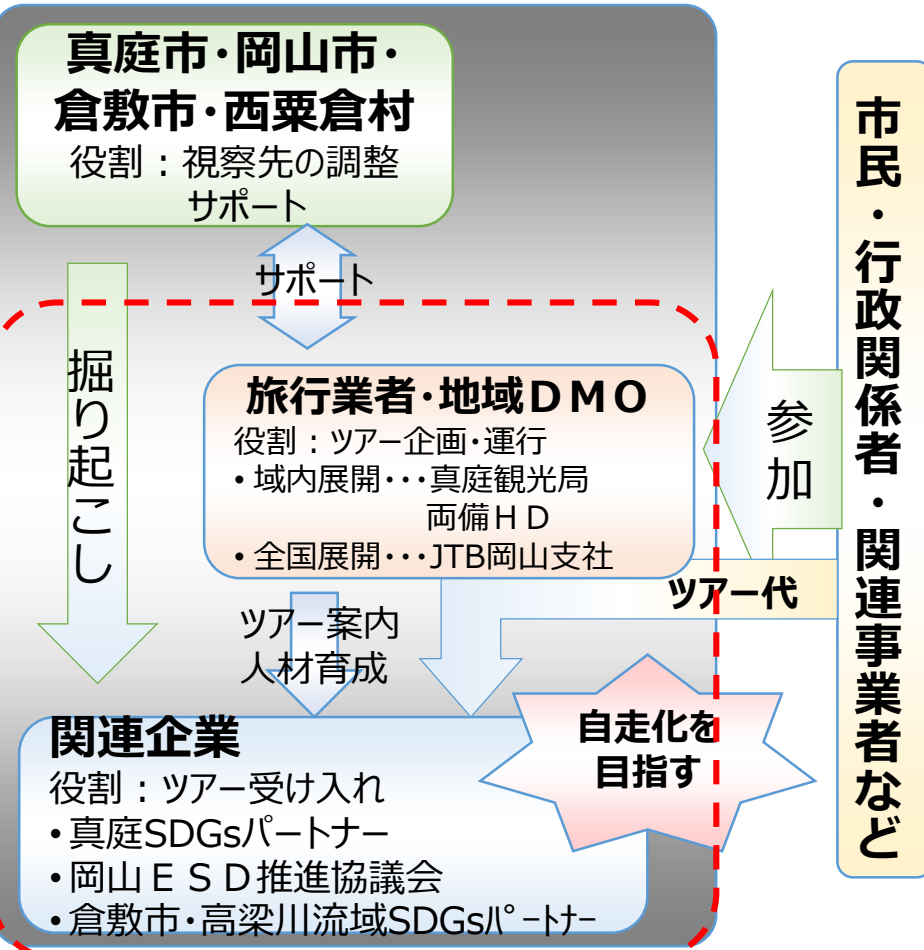 真庭市・岡山市・
倉敷市・西粟倉村
役割：視察先の調整
サポート
サポート
掘り起こし
旅行業者・地域ＤＭＯ
役割：ツアー企画・運行
• 域内展開・・・真庭観光局
両備ＨＤ
• 全国展開・・・JTB岡山支社
参加
ツアー代
ツアー案内
人材育成
自走化を
目指す
関連企業
役割：ツアー受け入れ
• 真庭SDGsパートナー
• 岡山ＥＳＤ推進協議会
• 倉敷市・高梁川流域SDGsﾊﾟｰトナー
市民・行政関係者・関連事業者など